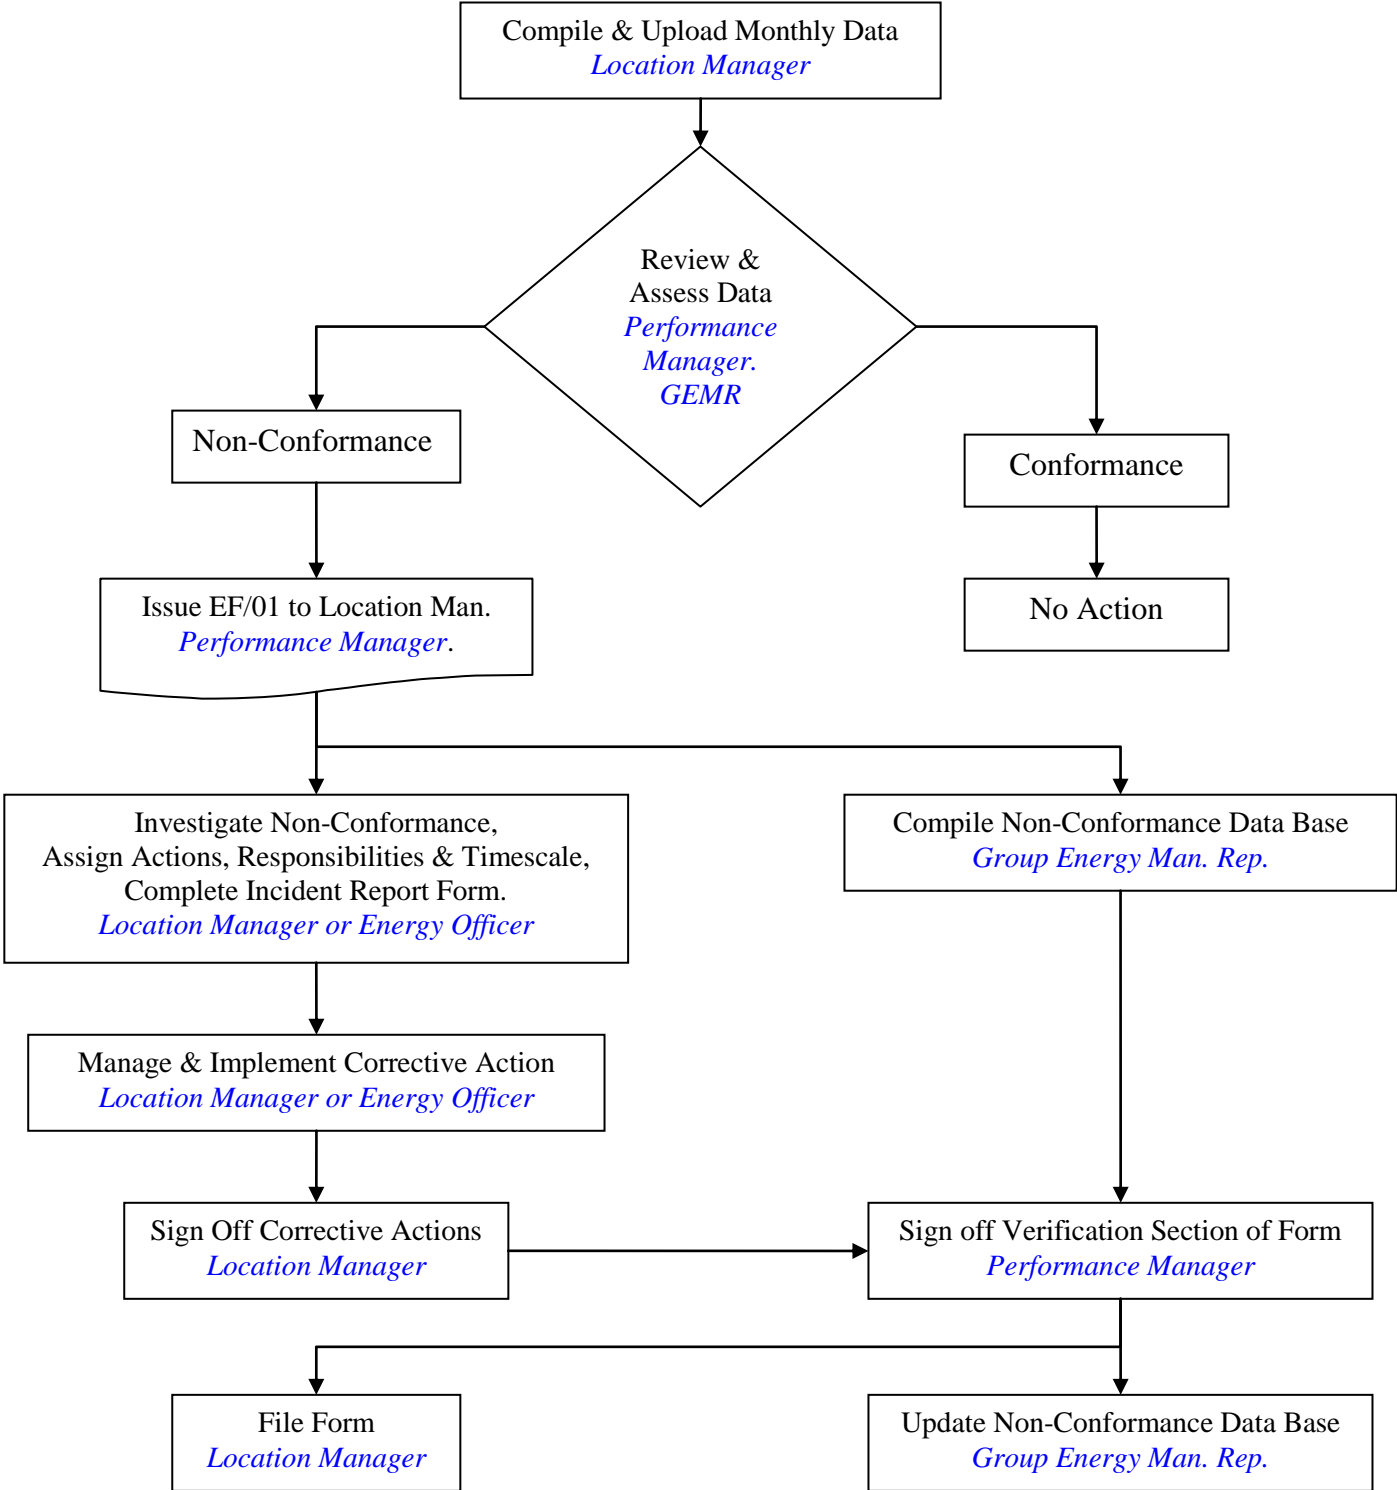 Compile & Upload Monthly Data
Location Manager
Review &
Assess Data
Performance
Manager.
GEMR
Non-Conformance
Conformance
Issue EF/01 to Location Man.
Performance Manager.
No Action
Investigate Non-Conformance,
Assign Actions, Responsibilities & Timescale,
Complete Incident Report Form.
Location Manager or Energy Officer
Compile Non-Conformance Data Base
Group Energy Man. Rep.
Manage & Implement Corrective Action
Location Manager or Energy Officer
Sign Off Corrective Actions
Location Manager
Sign off Verification Section of Form
Performance Manager
File Form
Location Manager
Update Non-Conformance Data Base
Group Energy Man. Rep.